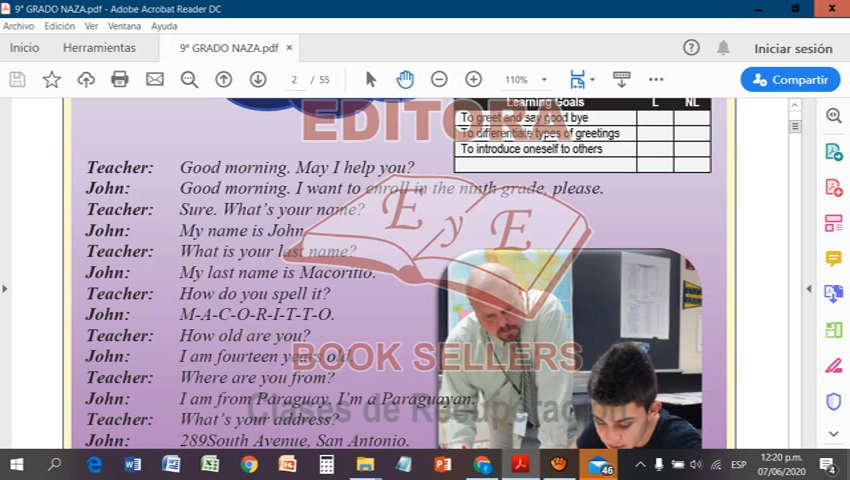 9° GRADO NAZA.pdf - Adobe Acrobat Reader DC
Archivo Edición Ver Ventana Ayuda
Inicio Herramientas 9° GRADO NAZA.pdf × Iniciar sesión
2 / 55 110% Compartir
Learning Goals L NL
To greet and say good bye
To differentiate types of greetings
To introduce oneself to others
EDITORA
E y E
BOOK SELLERS
Clases de Recuperación
Teacher: Good morning. May I help you?
John: Good morning. I want to enroll in the ninth grade, please.
Teacher: Sure. What's your name?
John: My name is John.
Teacher: What is your last name?
John: My last name is Macoritto.
Teacher: How do you spell it?
John: M-A-C-O-R-I-T-T-O.
Teacher: How old are you?
John: I am fourteen years old.
Teacher: Where are you from?
John: I am from Paraguay. I'm a Paraguayan.
Teacher: What's your address?
John: 289South Avenue, San Antonio.
46 ESP 12:20 p.m.
07/06/2020 4